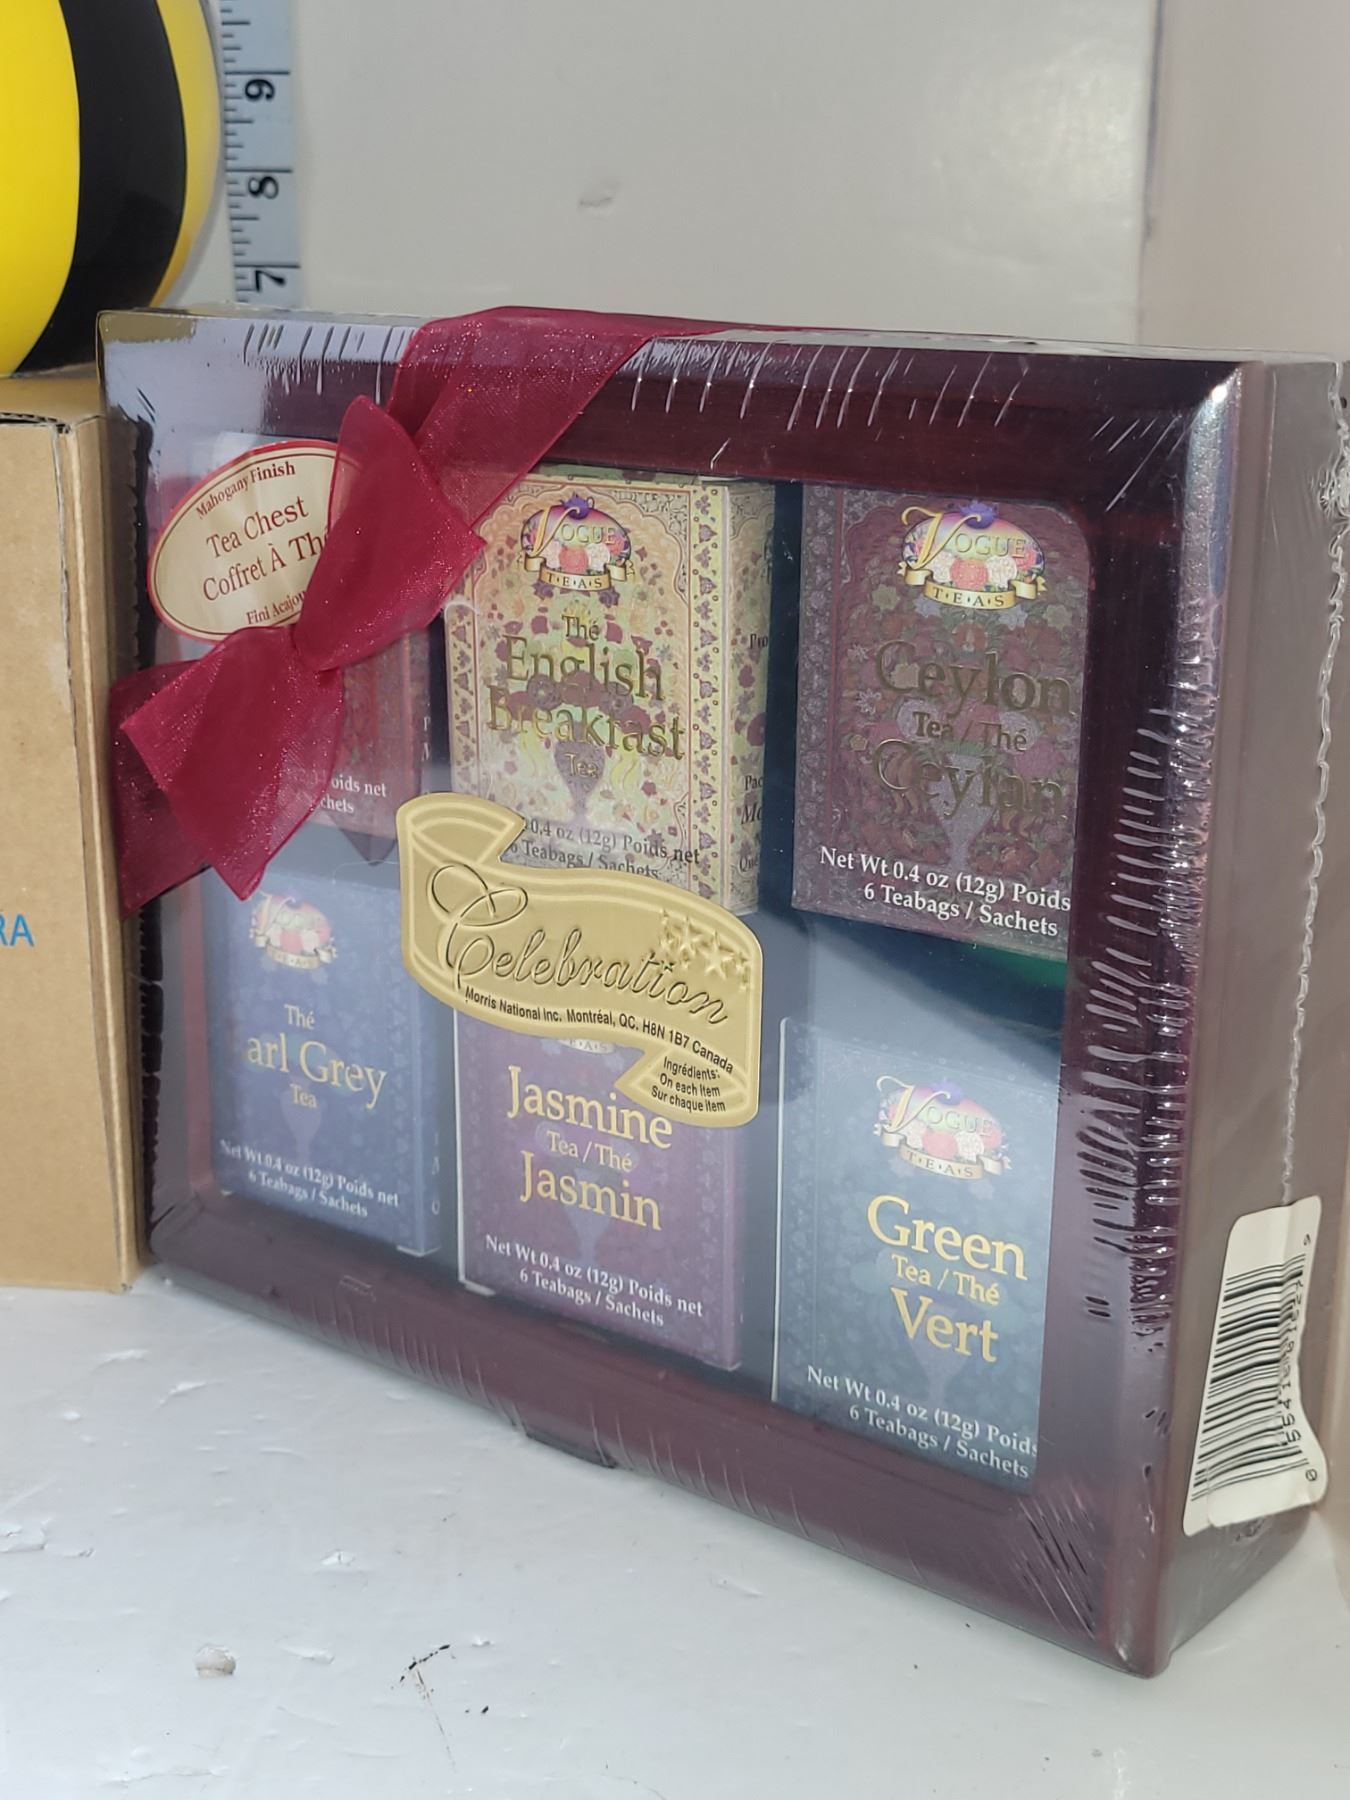 9
8
7
Mahogany Finish
Tea Chest
Coffret À Thé
Fini Acajou
RA
Poids net
chets
VOGUE
TEAS
Thé
English
Breakfast
Tea
0.4 oz (12g) Poids net
6 Teabags / Sachets
VOGUE
TEAS
Ceylon
Tea / Thé
Ceylan
Net Wt 0.4 oz (12g) Poids
6 Teabags / Sachets
Celebration
Morris National Inc. Montréal, QC. H8N 1B7 Canada
Ingrédients:
On each item
Sur chaque item
VOGUE
TEAS
Thé
arl Grey
Tea
Net Wt 0.4 oz (12g) Poids net
6 Teabags / Sachets
Jasmine
Tea / Thé
Jasmin
Net Wt 0.4 oz (12g) Poids net
6 Teabags / Sachets
VOGUE
TEAS
Green
Tea / Thé
Vert
Net Wt 0.4 oz (12g) Poids
6 Teabags / Sachets